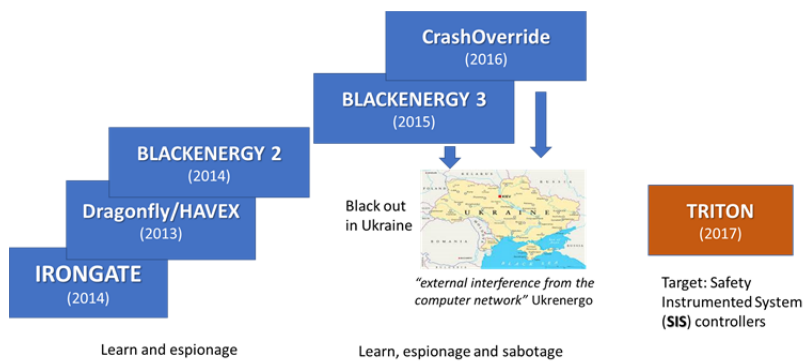 CrashOverride
(2016)
BLACKENERGY 3
(2015)
BLACKENERGY 2
(2014)
Dragonfly/HAVEX
(2013)
IRONGATE
(2014)
Black out
in Ukraine
UKRAINE
ROMANIA
"external interference from the
computer network" Ukrenergo
TRITON
(2017)
Target: Safety
Instrumented System
(SIS) controllers
Learn and espionage
Learn, espionage and sabotage